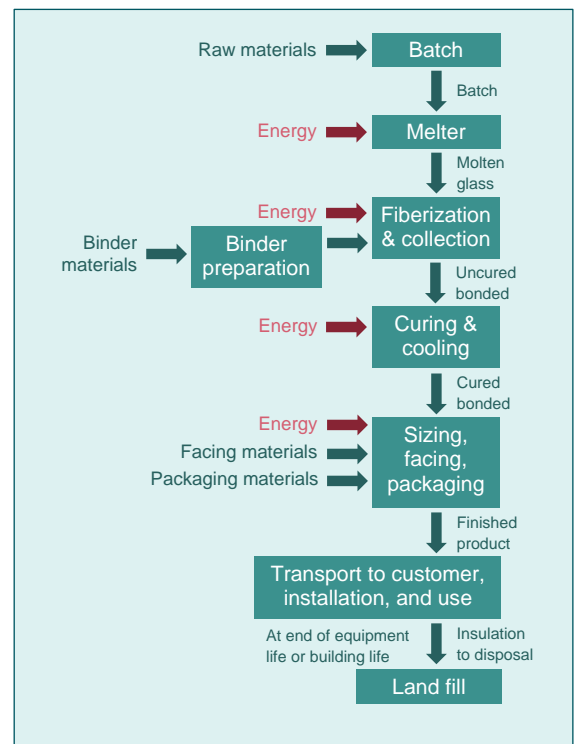 Raw materials
Batch
Batch
Energy
Melter
Molten
glass
Energy
Fiberization
& collection
Binder
materials
Binder
preparation
Uncured
bonded
Energy
Curing &
cooling
Cured
bonded
Energy
Facing materials
Packaging materials
Sizing,
facing,
packaging
Finished
product
Transport to customer,
installation, and use
At end of equipment
life or building life
Insulation
to disposal
Land fill